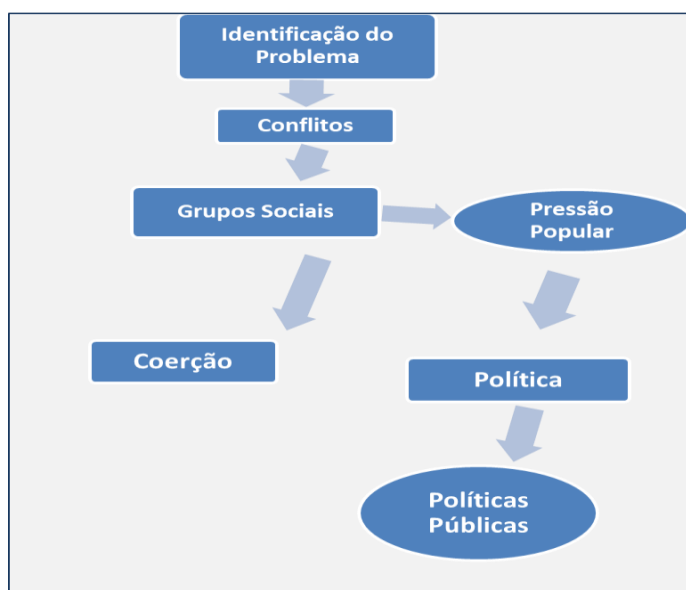 Identificação do
Problema
Conflitos
Grupos Sociais
Pressão
Popular
Coerção
Política
Políticas
Públicas